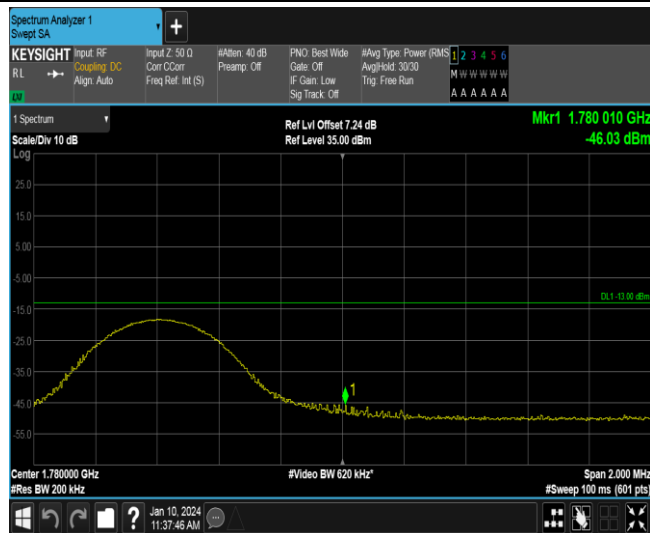 Spectrum Analyzer 1
Swept SA
+
KEYSIGHT
RL
LXI
Input: RF
Coupling: DC
Align: Auto
Input Z: 50 Ω
Corr CCorr
Freq Ref: Int (S)
#Atten: 40 dB
Preamp: Off
PNO: Best Wide
Gate: Off
IF Gain: Low
Sig Track: Off
#Avg Type: Power (RMS
Avg|Hold: 30/30
Trig: Free Run
1 2 3 4 5 6
M W W W W W
A A A A A A
1 Spectrum
Scale/Div 10 dB
Log
Ref Lvl Offset 7.24 dB
Ref Level 35.00 dBm
Mkr1 1.780 010 GHz
-46.03 dBm
25.0
15.0
5.00
-5.00
-15.0
-25.0
-35.0
-45.0
-55.0
DL1 -13.00 dBm
1
Center 1.780000 GHz
#Res BW 200 kHz
#Video BW 620 kHz*
Span 2.000 MHz
#Sweep 100 ms (601 pts)
?
Jan 10, 2024
11:37:46 AM